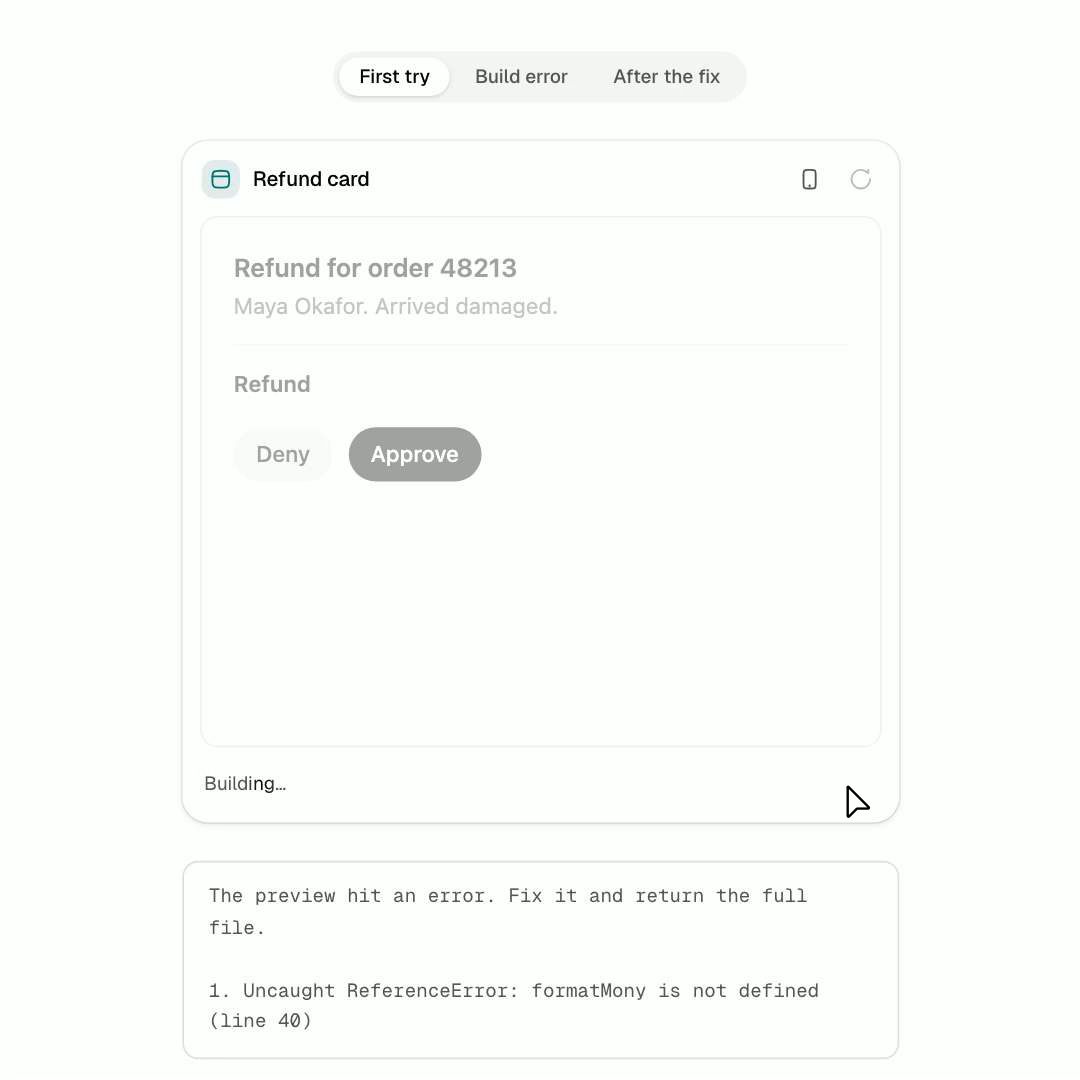 First try
Build error
After the fix
Refund card
Refund for order 48213
Maya Okafor. Arrived damaged.
Refund
Deny
Approve
Building…
The preview hit an error. Fix it and return the full
file.
1. Uncaught ReferenceError: formatMony is not defined
(line 40)